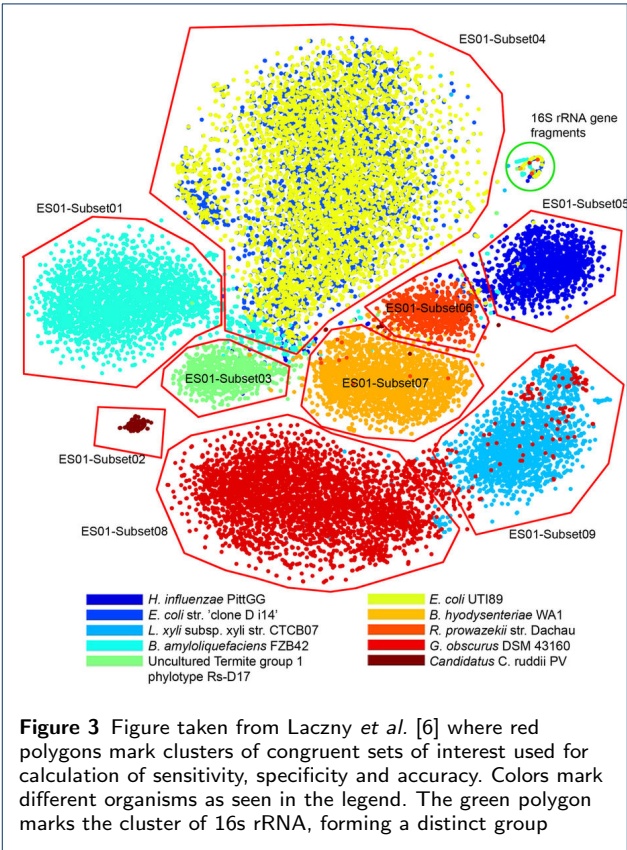 ES01-Subset04
16S rRNA gene
fragments
ES01-Subset05
ES01-Subset01
ES01-Subset06
ES01-Subset03
ES01-Subset07
ES01-Subset02
ES01-Subset08
ES01-Subset09
H. influenzae PittGG
E. coli str. 'clone D i14'
L. xyli subsp. xyli str. CTCB07
B. amyloliquefaciens FZB42
Uncultured Termite group 1
phylotype Rs-D17
E. coli UTI89
B. hyodysenteriae WA1
R. prowazekii str. Dachau
G. obscurus DSM 43160
Candidatus C. ruddii PV
Figure 3 Figure taken from Laczny et al. [6] where red
polygons mark clusters of congruent sets of interest used for
calculation of sensitivity, specificity and accuracy. Colors mark
different organisms as seen in the legend. The green polygon
marks the cluster of 16s rRNA, forming a distinct group